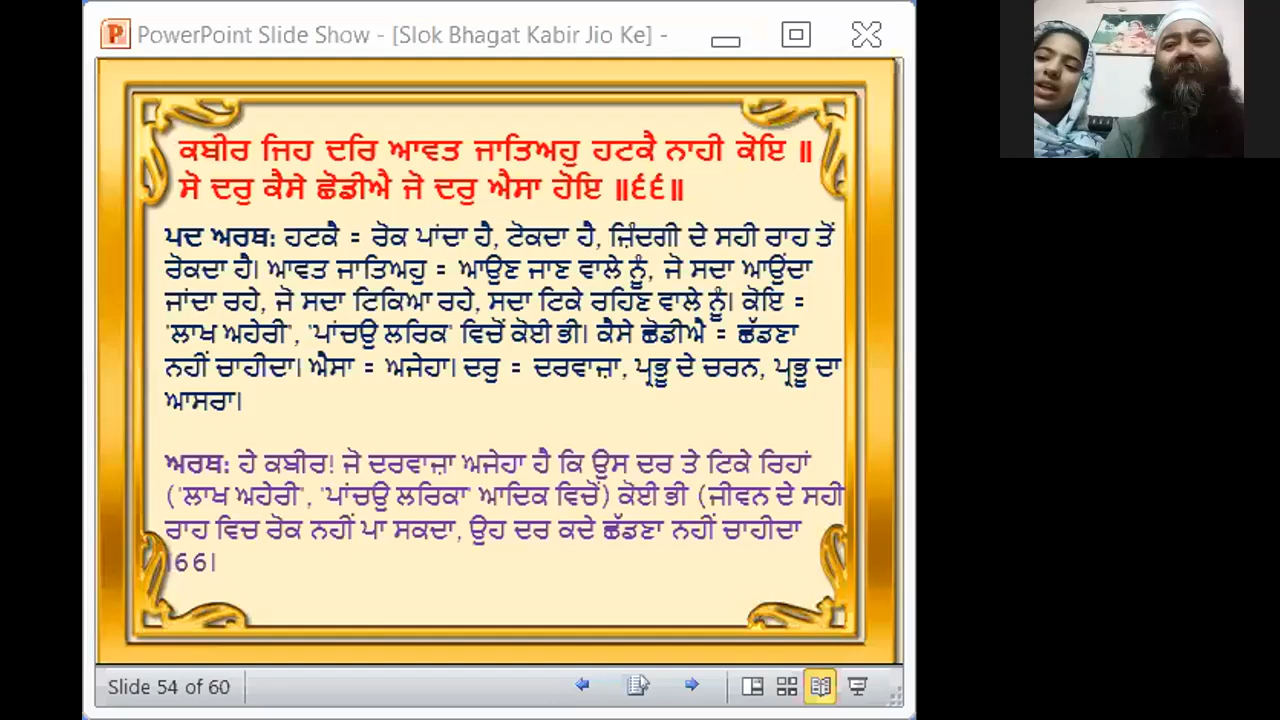 PowerPoint Slide Show - [Slok Bhagat Kabir Jio Ke] -
ਕਬੀਰ ਜਿਹ ਦਰਿ ਆਵਤ ਜਾਤਿਅਹੁ ਹਟਕੈ ਨਾਹੀ ਕੋਇ ॥
ਸੋ ਦਰੁ ਕੈਸੇ ਛੋਡੀਐ ਜੋ ਦਰੁ ਐਸਾ ਹੋਇ ॥੬੬॥
ਪਦ ਅਰਥ: ਹਟਕੈ = ਰੋਕ ਪਾਂਦਾ ਹੈ, ਟੋਕਦਾ ਹੈ, ਜ਼ਿੰਦਗੀ ਦੇ ਸਹੀ ਰਾਹ ਤੋਂ
ਰੋਕਦਾ ਹੈ। ਆਵਤ ਜਾਤਿਅਹੁ = ਆਉਣ ਜਾਣ ਵਾਲੇ ਨੂੰ, ਜੋ ਸਦਾ ਆਉਂਦਾ
ਜਾਂਦਾ ਰਹੇ, ਜੋ ਸਦਾ ਟਿਕਿਆ ਰਹੇ, ਸਦਾ ਟਿਕੇ ਰਹਿਣ ਵਾਲੇ ਨੂੰ। ਕੋਇ =
'ਲਾਖ ਅਹੇਰੀ', 'ਪਾਂਚਉ ਲਰਿਕ' ਵਿਚੋਂ ਕੋਈ ਭੀ। ਕੈਸੇ ਛੋਡੀਐ = ਛੱਡਣਾ
ਨਹੀਂ ਚਾਹੀਦਾ। ਐਸਾ = ਅਜੇਹਾ। ਦਰੁ = ਦਰਵਾਜ਼ਾ, ਪ੍ਰਭੂ ਦੇ ਚਰਨ, ਪ੍ਰਭੂ ਦਾ
ਆਸਰਾ।
ਅਰਥ: ਹੇ ਕਬੀਰ! ਜੋ ਦਰਵਾਜ਼ਾ ਅਜੇਹਾ ਹੈ ਕਿ ਉਸ ਦਰ ਤੇ ਟਿਕੇ ਰਿਹਾਂ
('ਲਾਖ ਅਹੇਰੀ', 'ਪਾਂਚਉ ਲਰਿਕਾ' ਆਦਿਕ ਵਿਚੋਂ) ਕੋਈ ਭੀ (ਜੀਵਨ ਦੇ ਸਹੀ
ਰਾਹ ਵਿਚ ਰੋਕ ਨਹੀਂ ਪਾ ਸਕਦਾ, ਉਹ ਦਰ ਕਦੇ ਛੱਡਣਾ ਨਹੀਂ ਚਾਹੀਦਾ
।66।
Slide 54 of 60